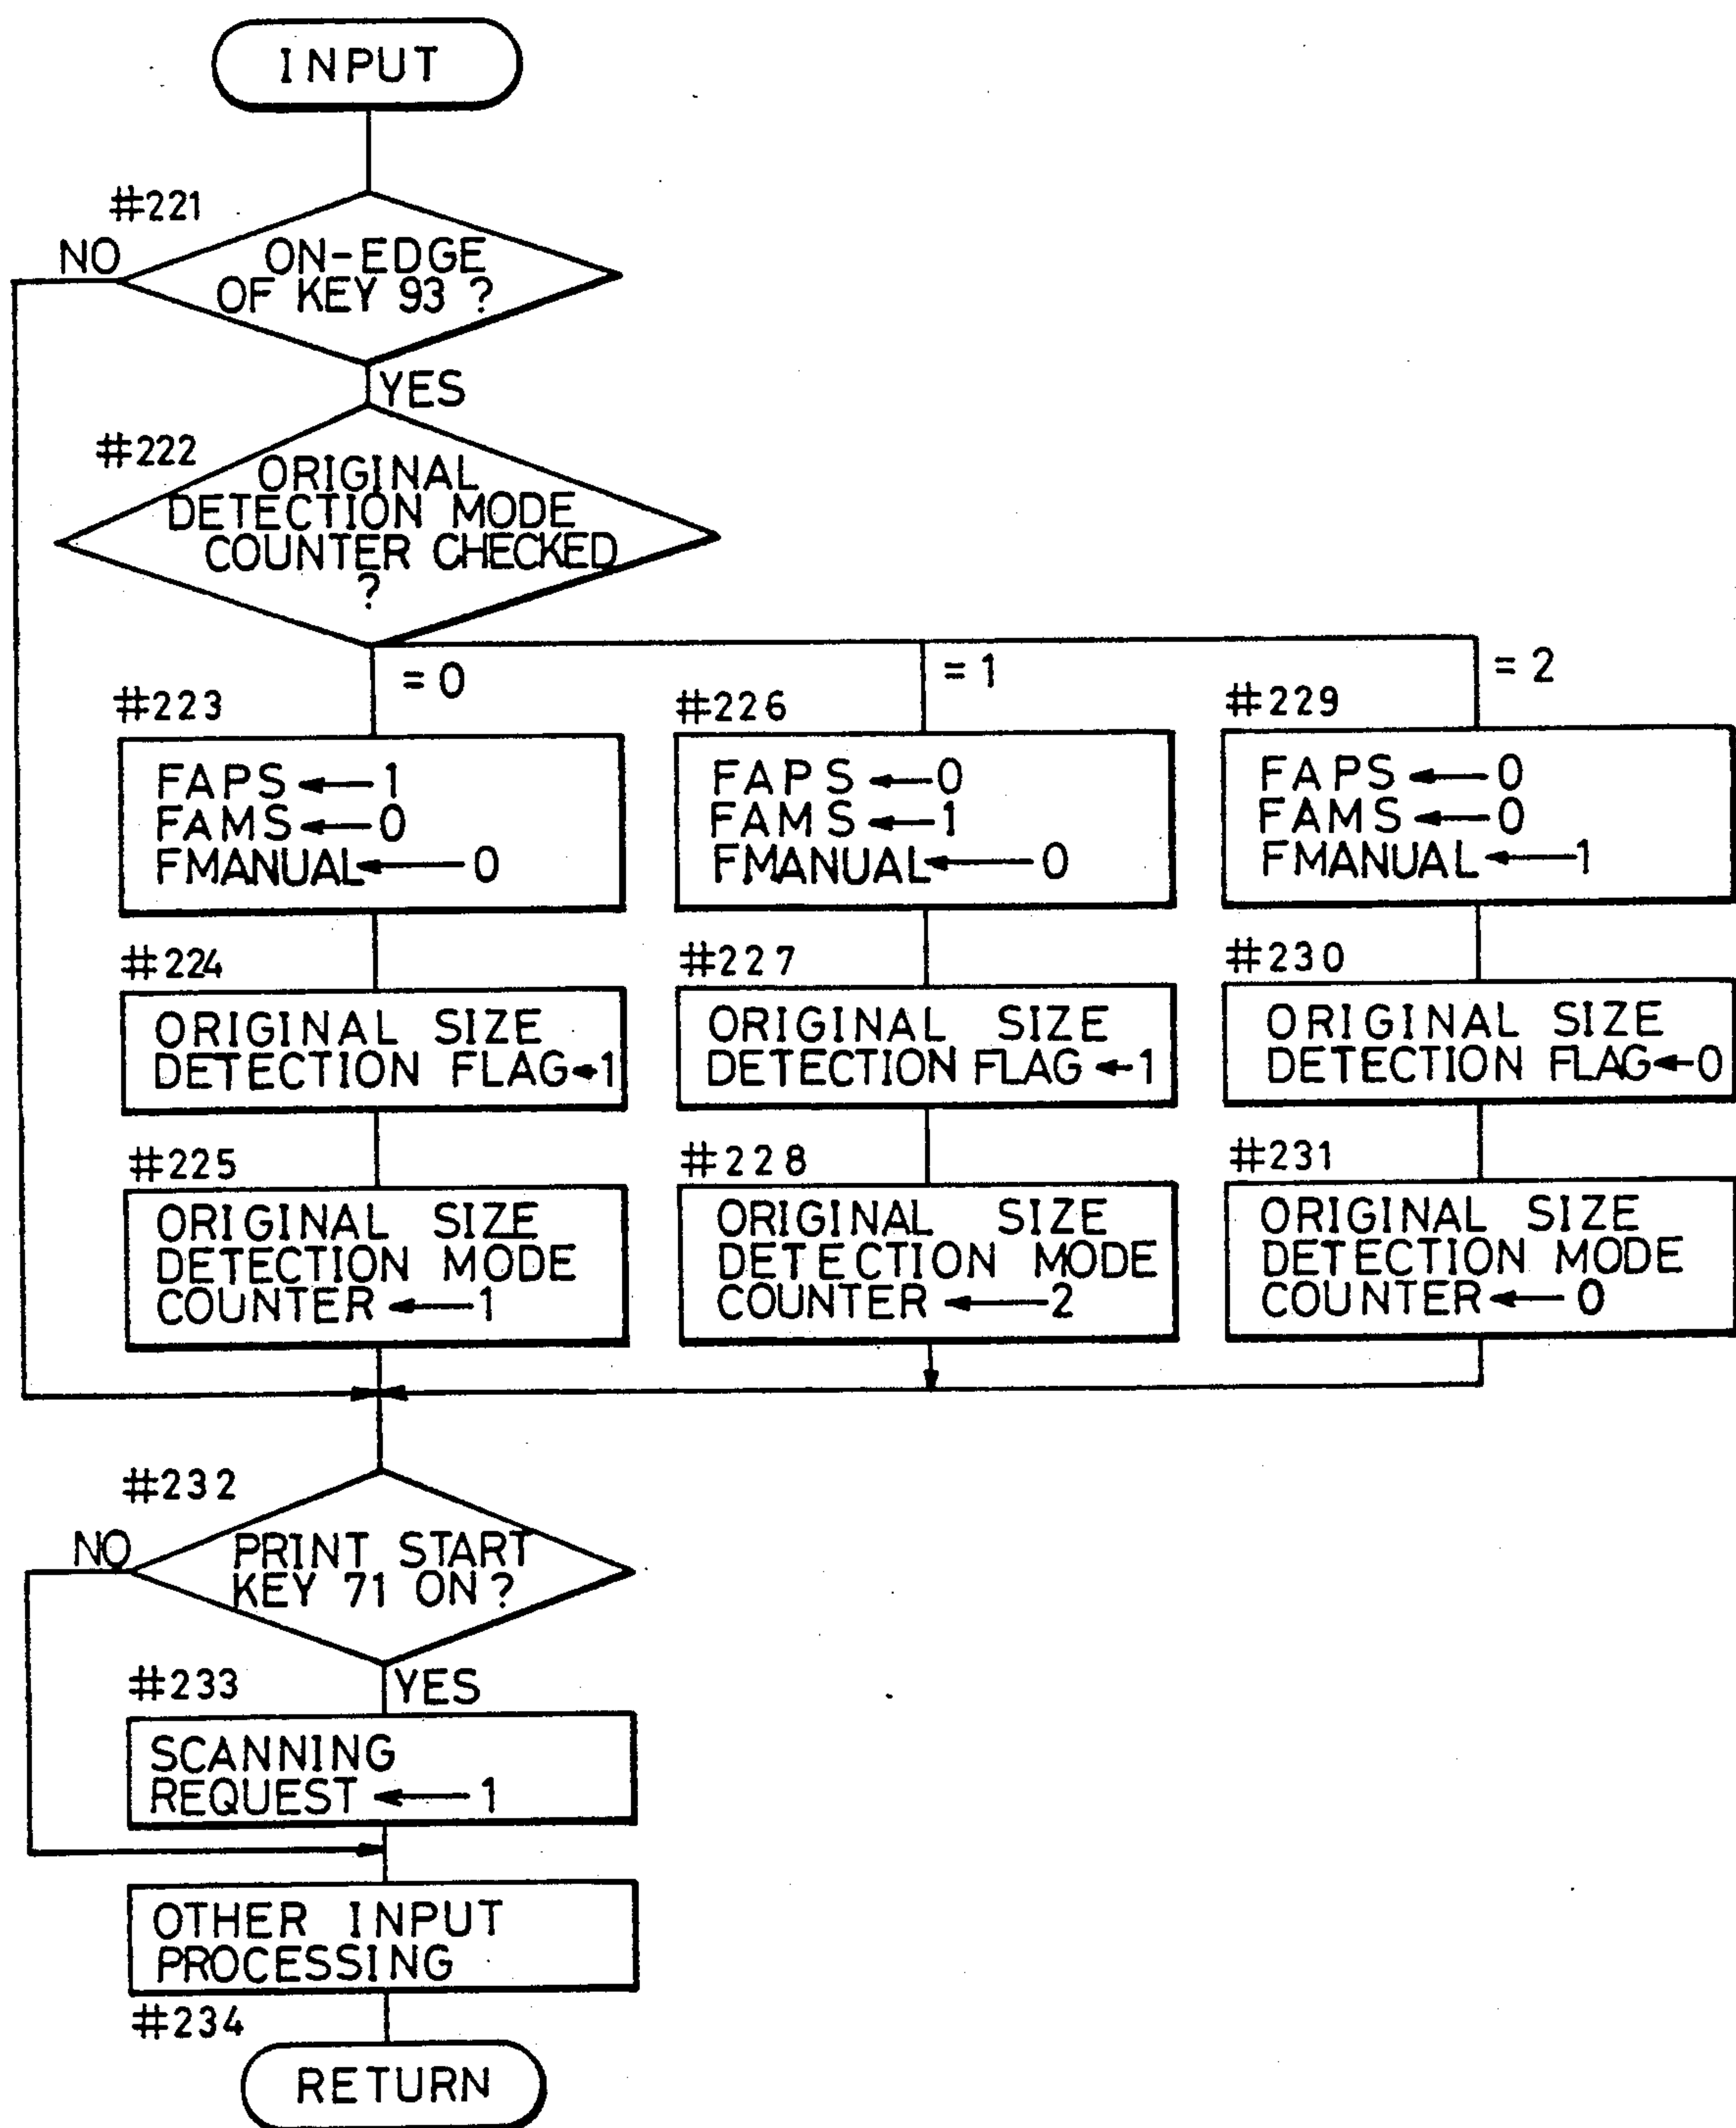 INPUT
#221
NO
ON-EDGE
OF KEY 93 ?
YES
#222
ORIGINAL
DETECTION MODE
COUNTER CHECKED
?
= 0
= 1
= 2
#223
FAPS ← 1
FAMS ← 0
FMANUAL ← 0
#224
ORIGINAL SIZE
DETECTION FLAG ← 1
#225
ORIGINAL SIZE
DETECTION MODE
COUNTER ← 1
#226
FAPS ← 0
FAMS ← 1
FMANUAL ← 0
#227
ORIGINAL SIZE
DETECTION FLAG ← 1
#228
ORIGINAL SIZE
DETECTION MODE
COUNTER ← 2
#229
FAPS ← 0
FAMS ← 0
FMANUAL ← 1
#230
ORIGINAL SIZE
DETECTION FLAG ← 0
#231
ORIGINAL SIZE
DETECTION MODE
COUNTER ← 0
#232
NO
PRINT START
KEY 71 ON ?
YES
#233
SCANNING
REQUEST ← 1
OTHER INPUT
PROCESSING
#234
RETURN